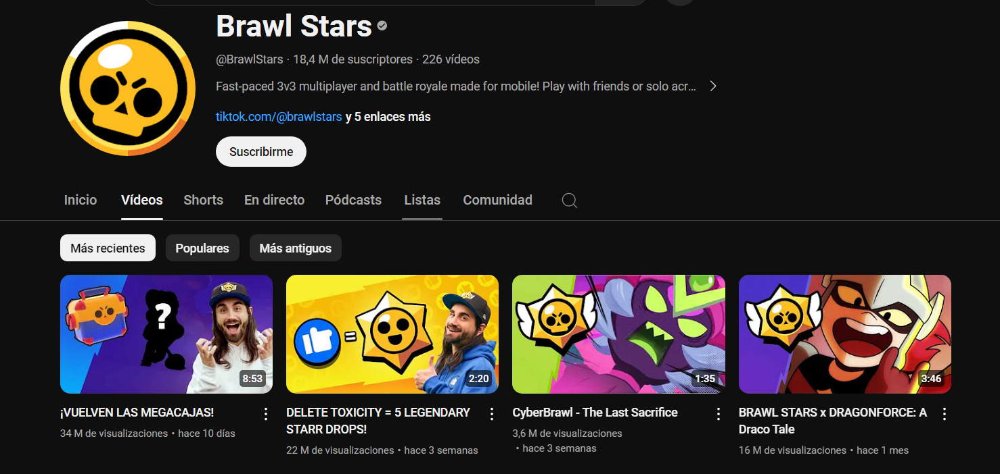 Brawl Stars
@BrawlStars · 18,4 M de suscriptores · 226 vídeos
Fast-paced 3v3 multiplayer and battle royale made for mobile! Play with friends or solo acr...
tiktok.com/@brawlstars y 5 enlaces más
Suscribirme
Inicio Vídeos Shorts En directo Pódcasts Listas Comunidad
Más recientes Populares Más antiguos
?
=
8:53 2:20 1:35 3:46
¡VUELVEN LAS MEGACAJAS!
34 M de visualizaciones • hace 10 días
DELETE TOXICITY = 5 LEGENDARY
STARR DROPS!
22 M de visualizaciones • hace 3 semanas
CyberBrawl - The Last Sacrifice
3,6 M de visualizaciones
• hace 3 semanas
BRAWL STARS x DRAGONFORCE: A
Draco Tale
16 M de visualizaciones • hace 1 mes